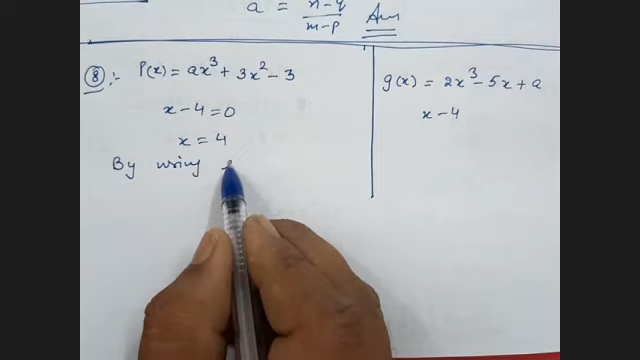 a = x-q/m-p Ans
⑧:- P(x) = ax³ + 3x² - 3
x - 4 = 0
x = 4
By using
g(x) = 2x³ - 5x + a
x - 4